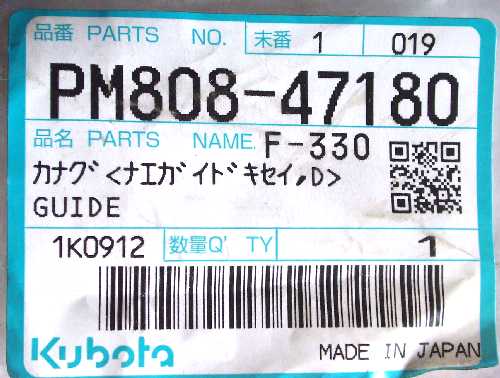 品番 PARTS NO. 末番 1 019
PM808-47180
品名 PARTS NAME F-330
カナグ<ナエガイドキセイ,D>
GUIDE
1K0912 数量Q'TY 1
Kubota MADE IN JAPAN